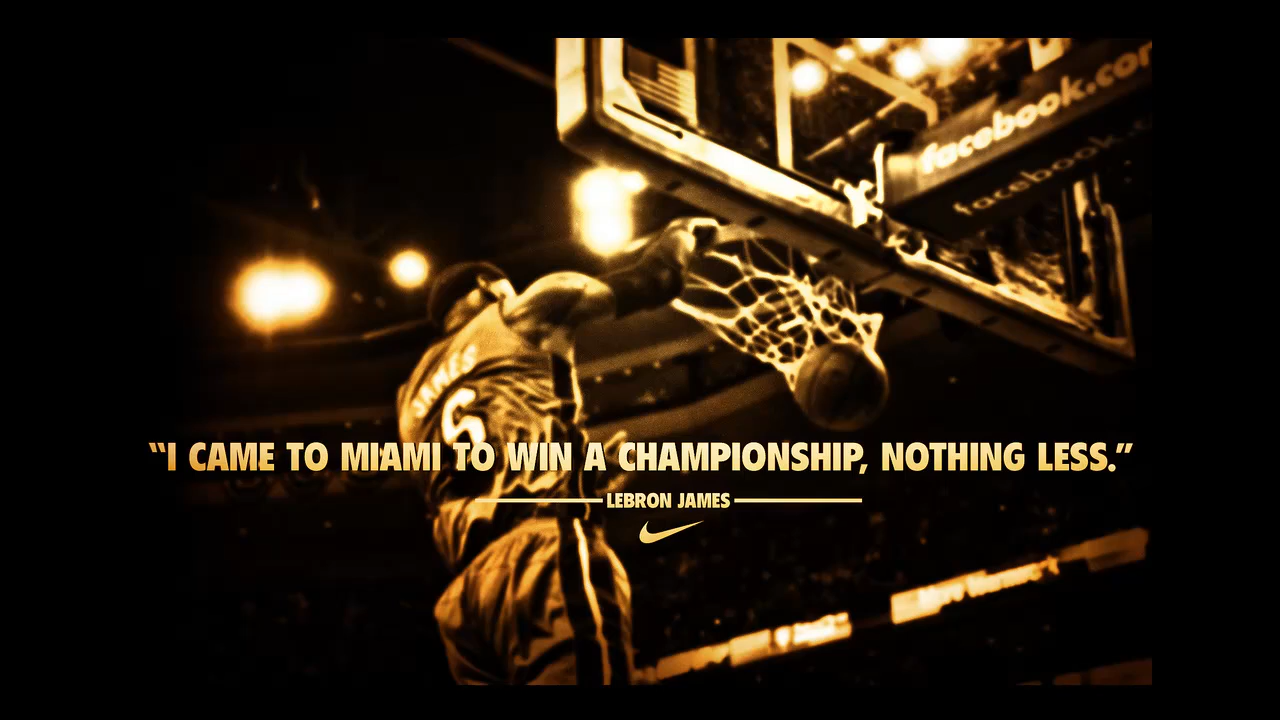 facebook.com
facebook.c
JAMES
6
“I CAME TO MIAMI TO WIN A CHAMPIONSHIP, NOTHING LESS.”
LEBRON JAMES